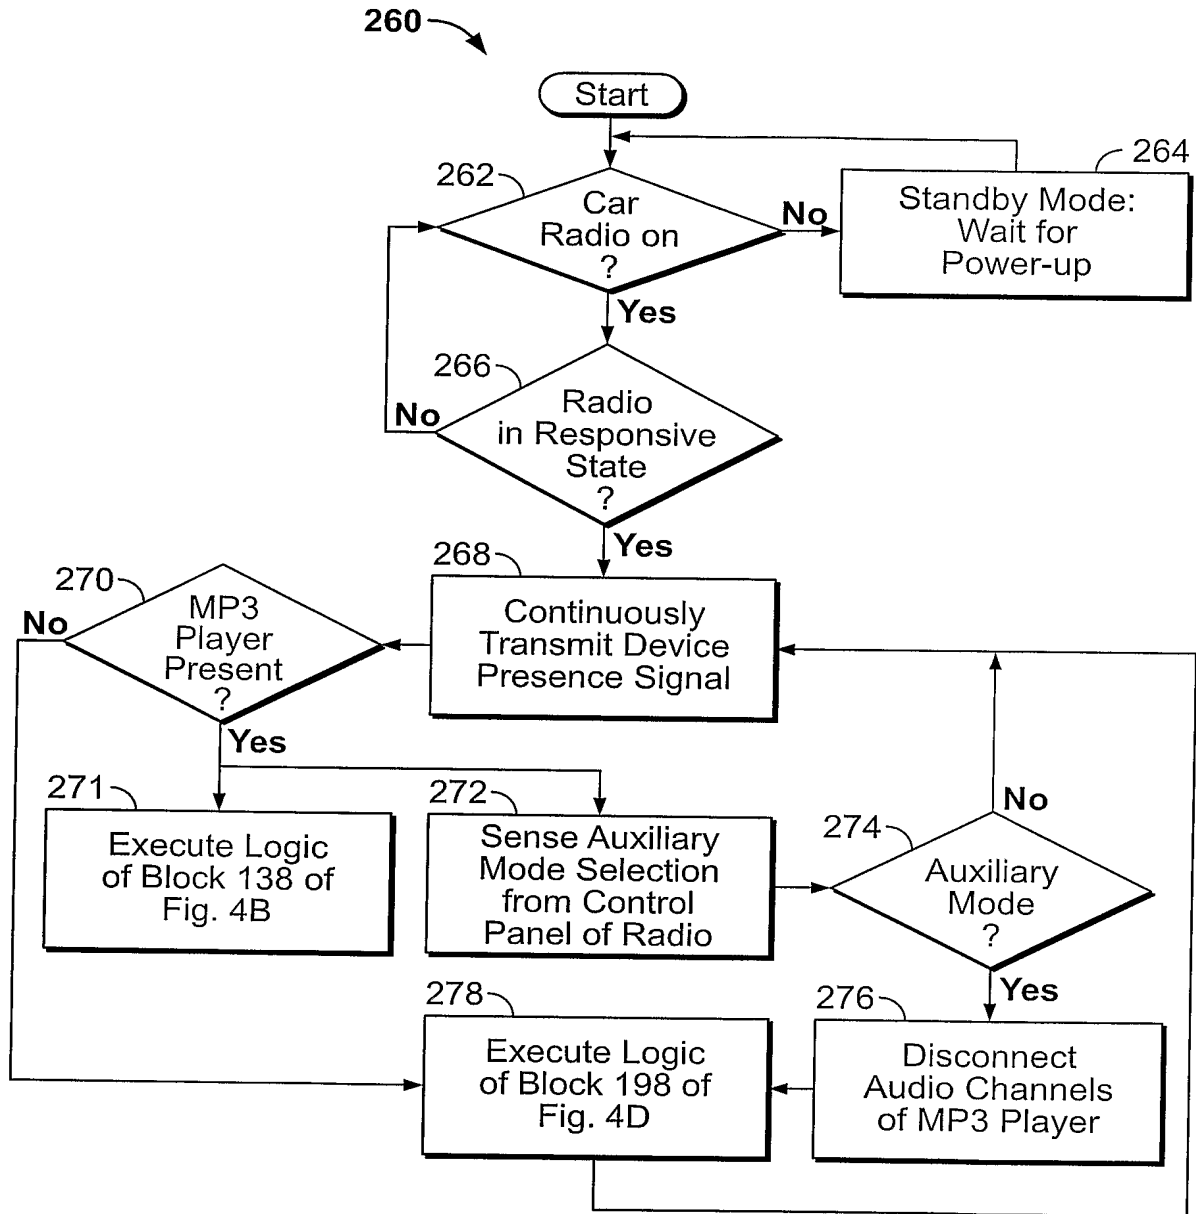 260
Start
262
Car
Radio on
?
No
264
Standby Mode:
Wait for
Power-up
Yes
266
Radio
in Responsive
State
?
No
Yes
268
Continuously
Transmit Device
Presence Signal
270
MP3
Player
Present
?
No
Yes
271
Execute Logic
of Block 138 of
Fig. 4B
272
Sense Auxiliary
Mode Selection
from Control
Panel of Radio
274
Auxiliary
Mode
?
No
Yes
276
Disconnect
Audio Channels
of MP3 Player
278
Execute Logic
of Block 198 of
Fig. 4D